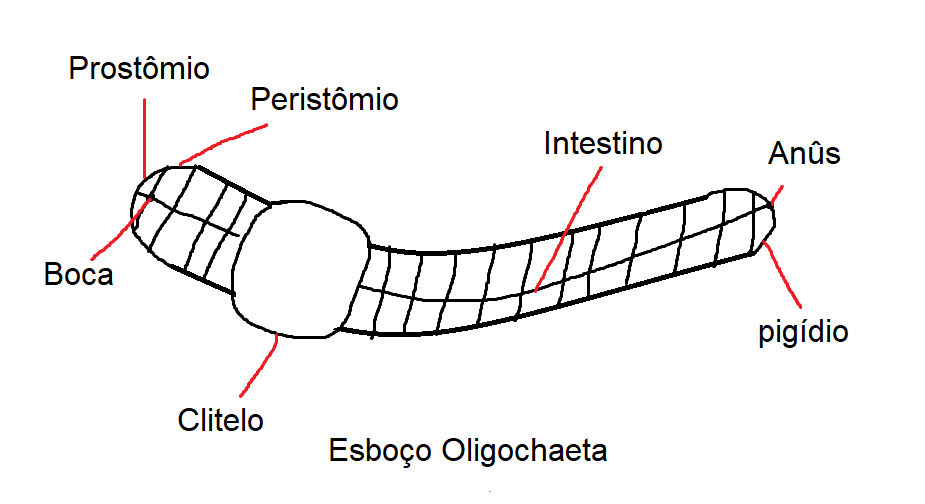 Prostômio
Peristômio
Intestino
Anûs
Boca
pigídio
Clitelo
Esboço Oligochaeta